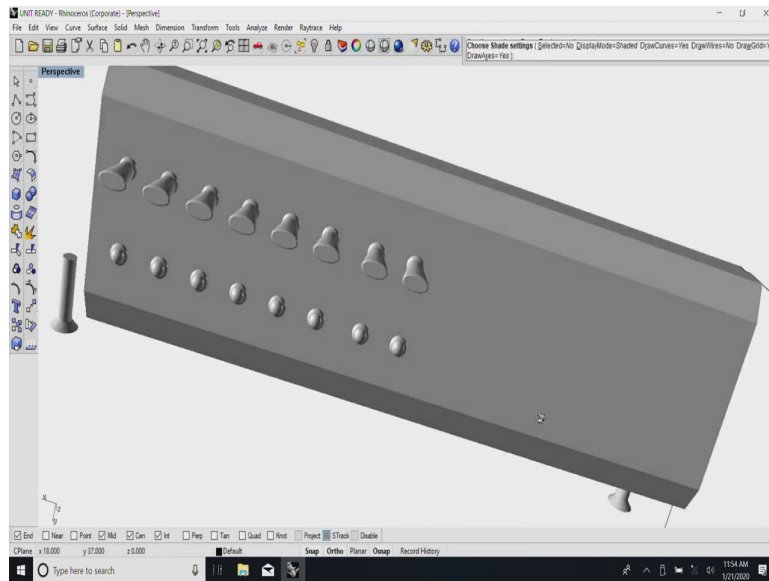 UNIT READY - Rhinoceros (Corporate) - [Perspective]
File Edit View Curve Surface Solid Mesh Dimension Transform Tools Analyze Render Raytrace Help
Choose Shade settings ( Selected=No DisplayMode=Shaded DrawCurves=Yes DrawWires=No DrawGrid=Y
DrawAxes=Yes ):
Perspective
x
z
y
End Near Point Mid Cen Int Perp Tan Quad Knot Project STrack Disable
CPlane x 18.000 y 37.000 z 0.000 Default Snap Ortho Planar Osnap Record History
Type here to search
11:54 AM
1/21/2020